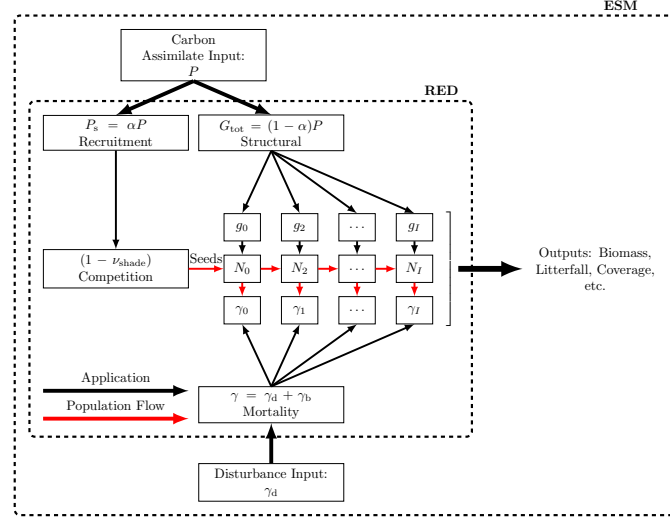 ESM
Carbon
Assimilate Input:
P
RED
P_s = αP
Recruitment
G_tot = (1 − α)P
Structural
g_0
g_2
⋯
g_I
(1 − ν_shade)
Competition
Seeds
N_0
N_2
⋯
N_I
Outputs: Biomass,
Litterfall, Coverage,
etc.
γ_0
γ_1
⋯
γ_I
Application
Population Flow
γ = γ_d + γ_b
Mortality
Disturbance Input:
γ_d